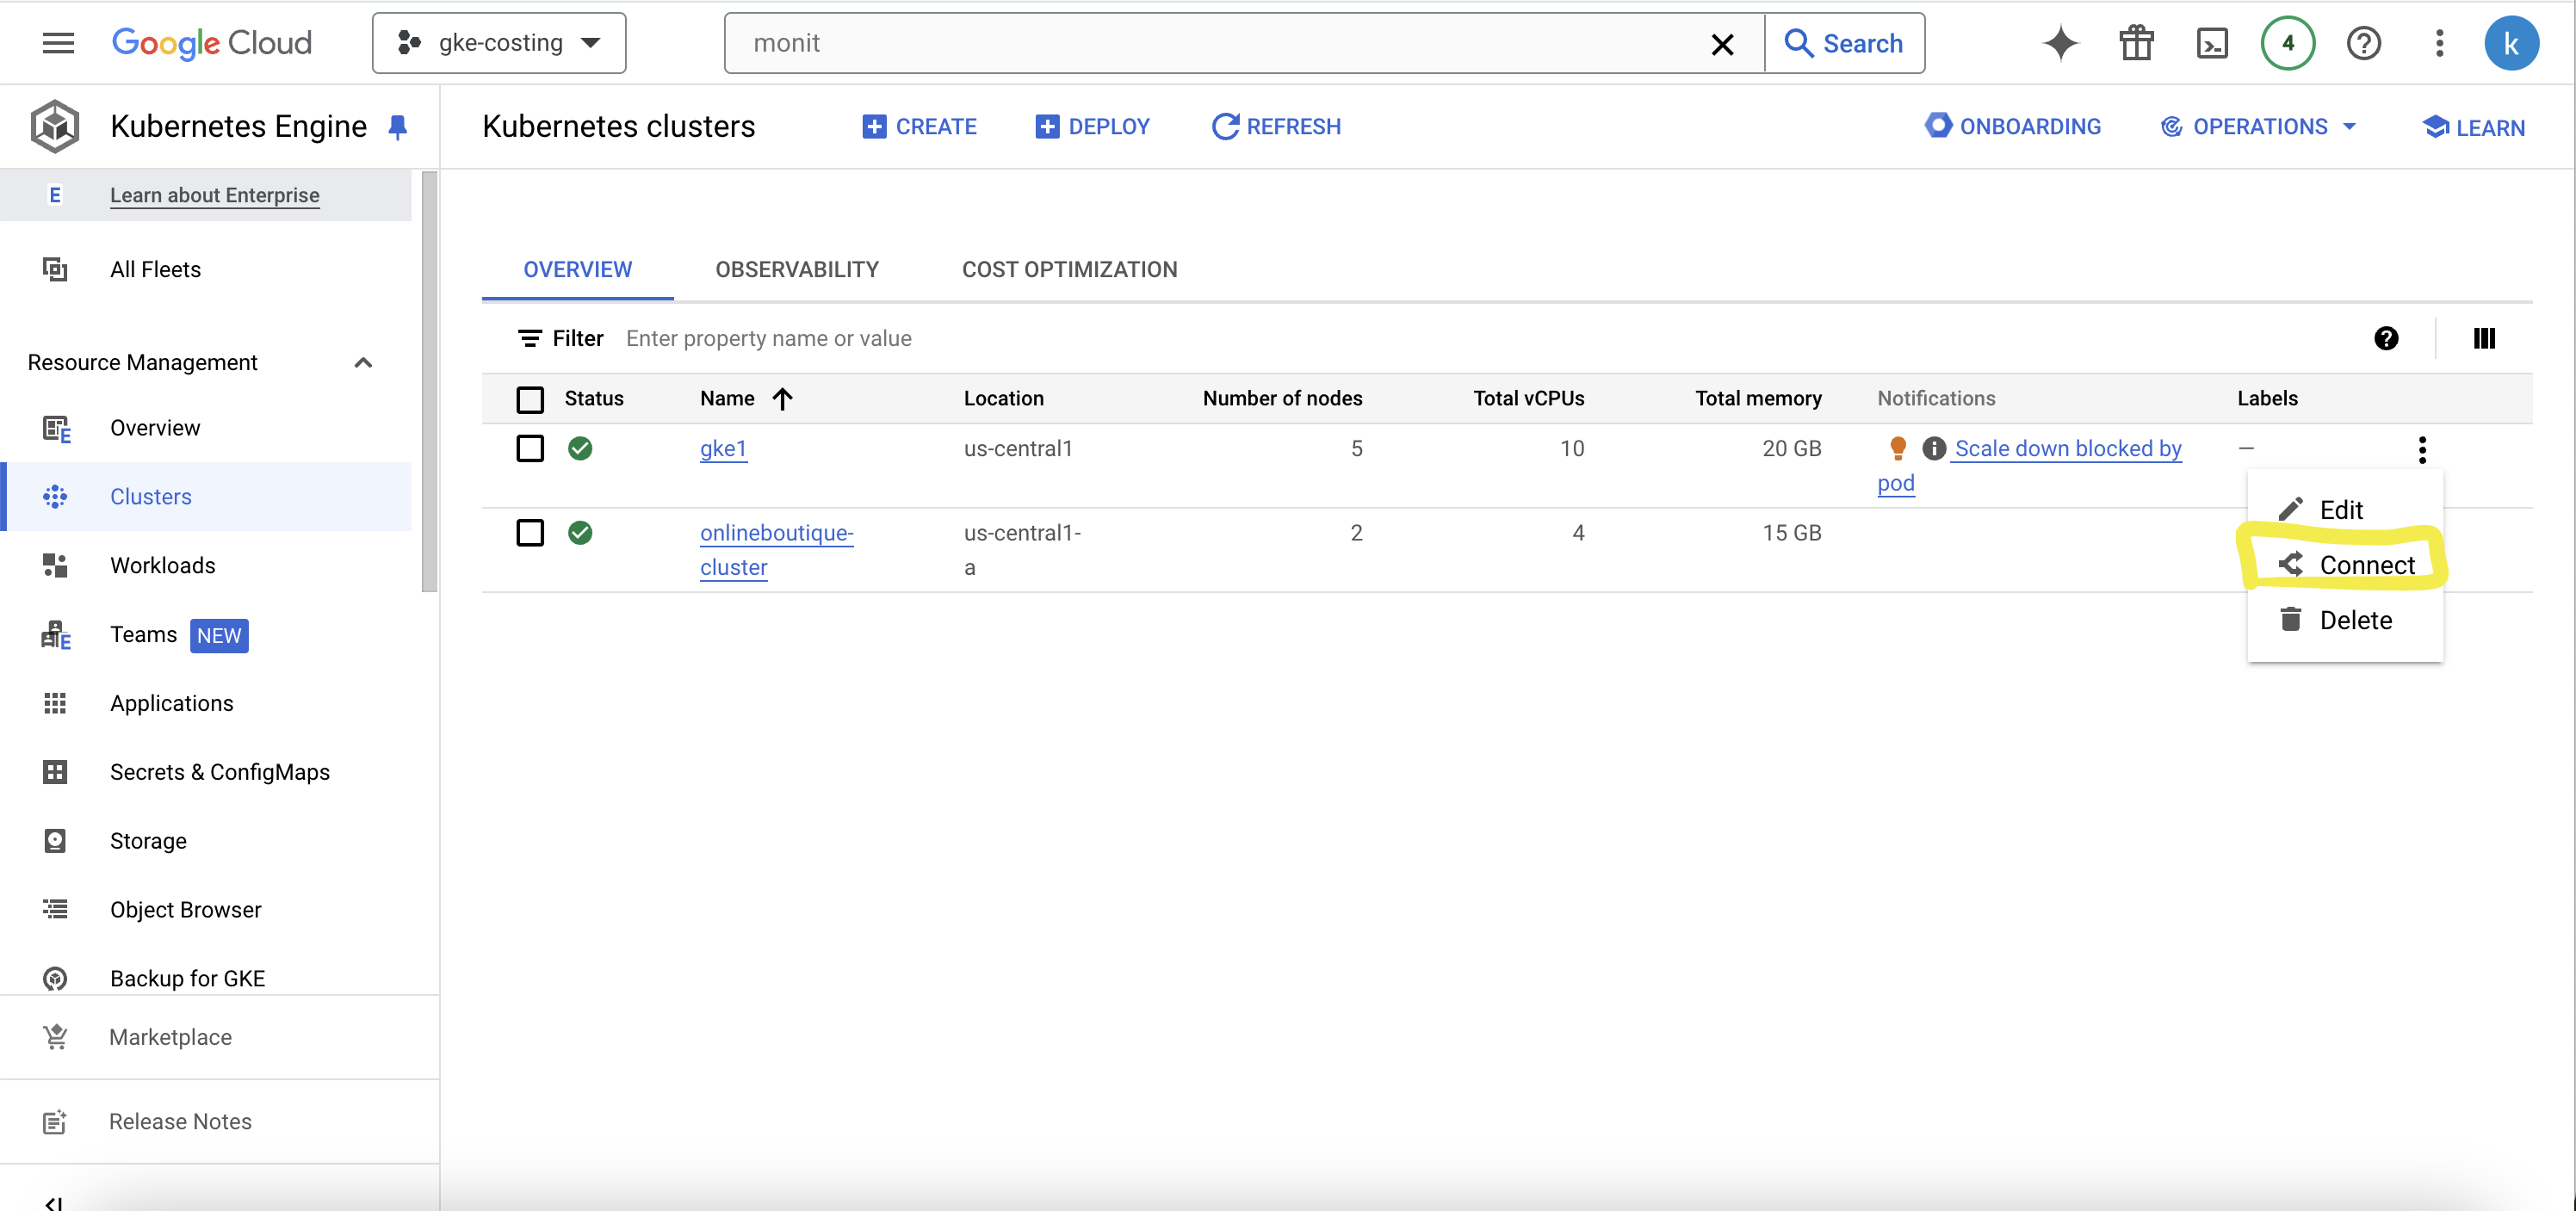 Google Cloud
gke-costing
monit
Search
4
k
Kubernetes Engine
Kubernetes clusters
CREATE
DEPLOY
REFRESH
ONBOARDING
OPERATIONS
LEARN
E Learn about Enterprise
All Fleets
Resource Management
Overview
Clusters
Workloads
Teams NEW
Applications
Secrets & ConfigMaps
Storage
Object Browser
Backup for GKE
Marketplace
Release Notes
OVERVIEW
OBSERVABILITY
COST OPTIMIZATION
Filter Enter property name or value
Status Name Location Number of nodes Total vCPUs Total memory Notifications Labels
gke1 us-central1 5 10 20 GB Scale down blocked by –
pod
onlineboutique- us-central1- 2 4 15 GB
cluster a
Edit
Connect
Delete